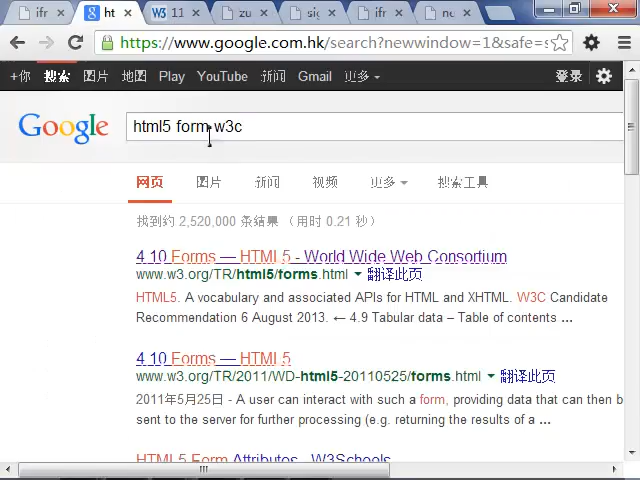 ifr
ht
11
zu
sig
ifr
https://www.google.com.hk/search?newwindow=1&safe=s
+你 搜索 图片 地图 Play YouTube 新闻 Gmail 更多 登录
Google
html5 form w3c
网页 图片 新闻 视频 更多 搜索工具
找到约 2,520,000 条结果 （用时 0.21 秒）
4.10 Forms — HTML5 - World Wide Web Consortium
www.w3.org/TR/html5/forms.html 翻译此页
HTML5. A vocabulary and associated APIs for HTML and XHTML. W3C Candidate
Recommendation 6 August 2013. ← 4.9 Tabular data – Table of contents ...
4.10 Forms — HTML5
www.w3.org/TR/2011/WD-html5-20110525/forms.html 翻译此页
2011年5月25日 - A user can interact with such a form, providing data that can then b
sent to the server for further processing (e.g. returning the results of a ...
HTML5 Form Attributes - W3Schools